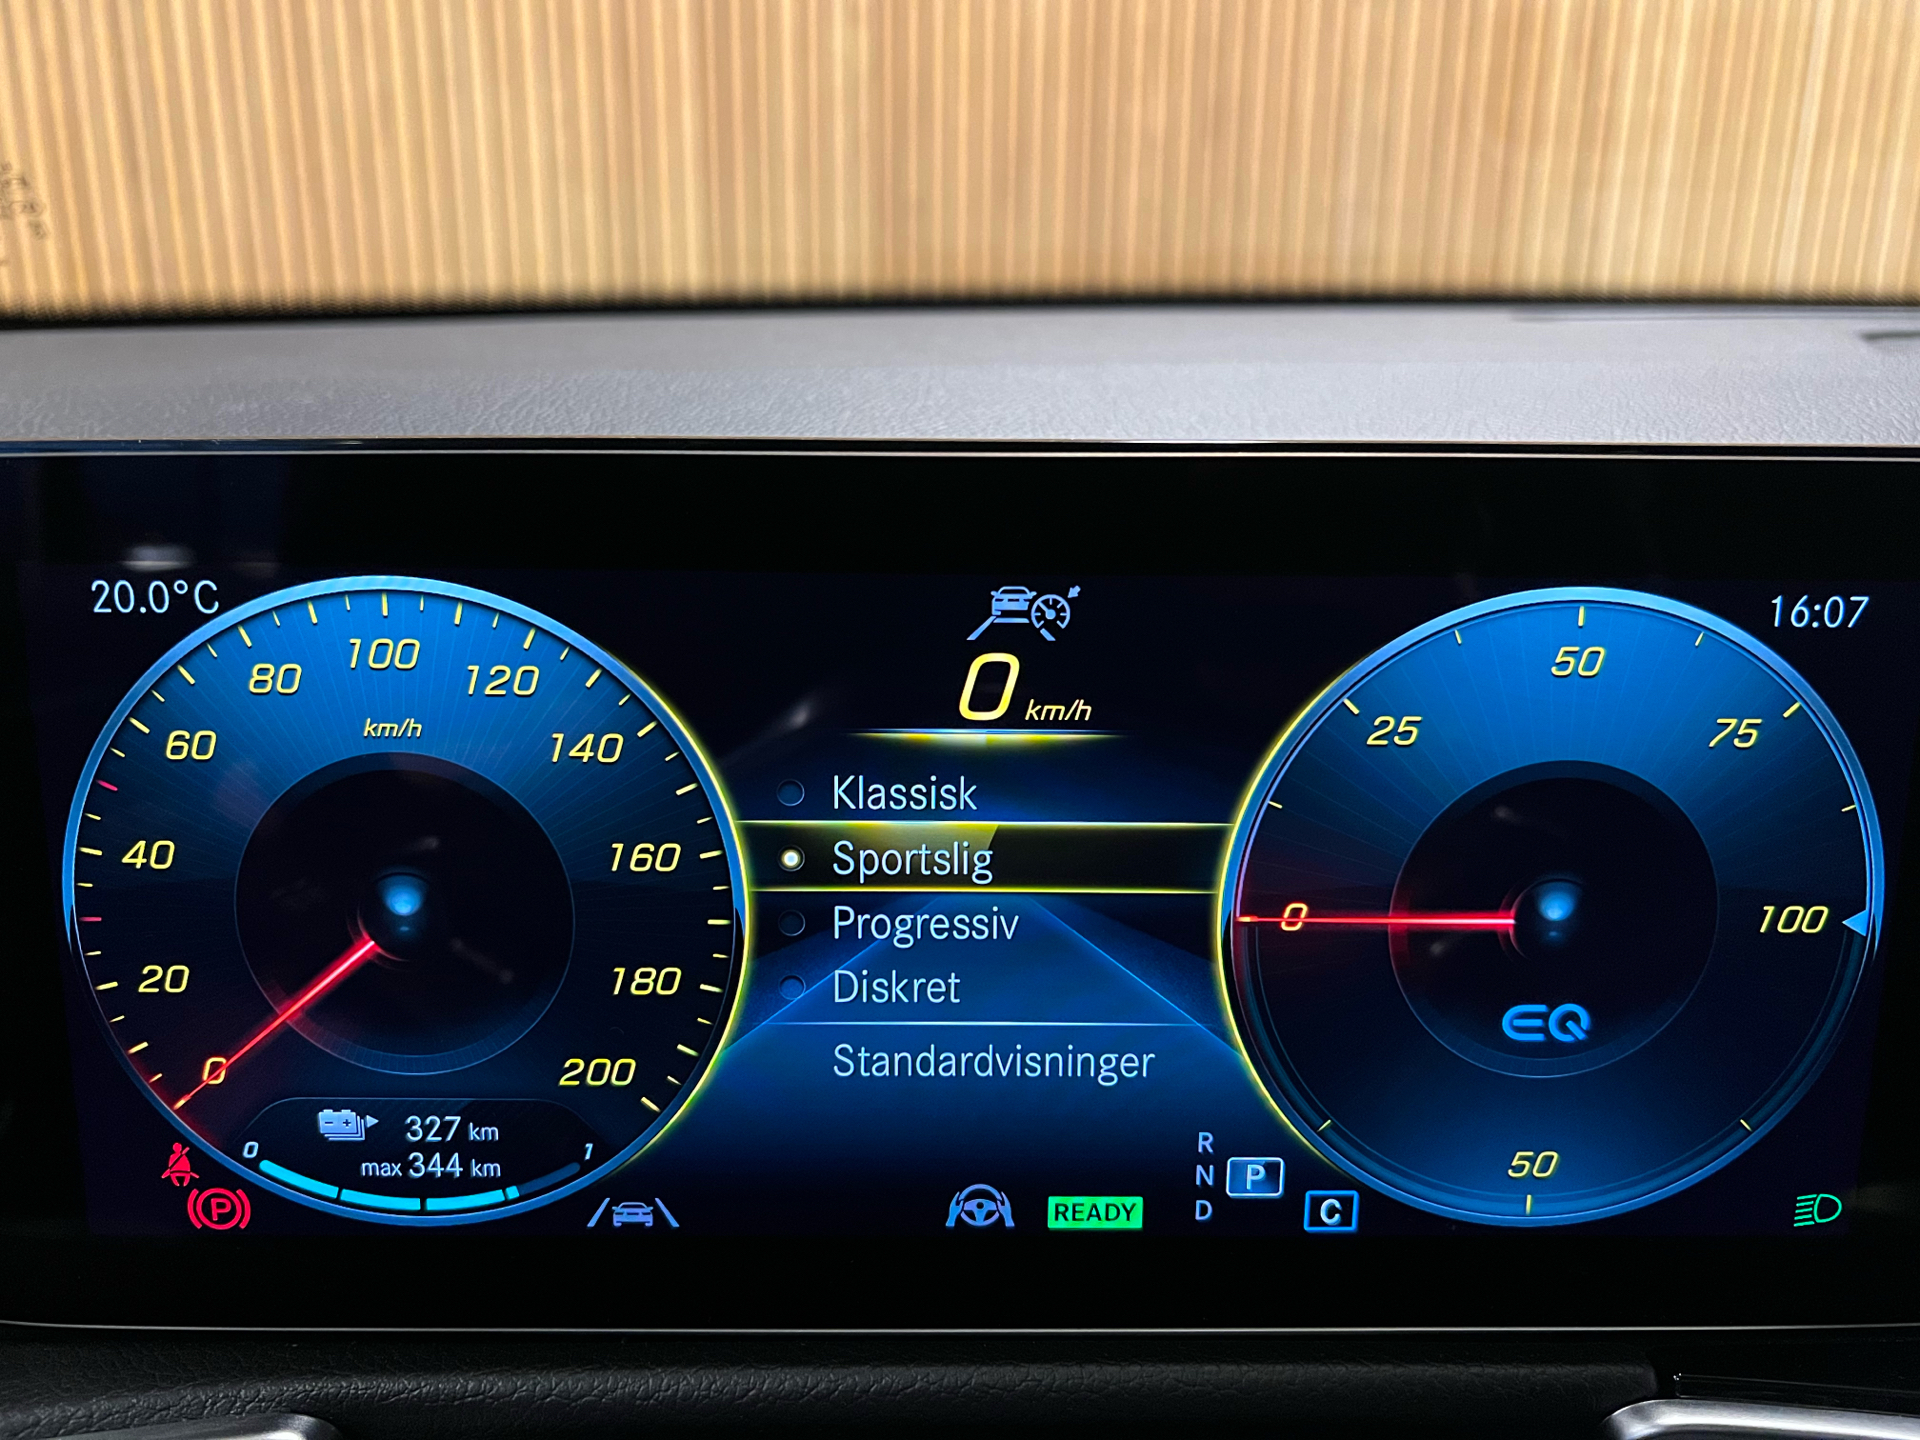 20.0°C
16:07
0 km/h
0
20
40
60
80
100
120
140
160
180
200
km/h
327 km
max 344 km
0
1
P
Klassisk
Sportslig
Progressiv
Diskret
Standardvisninger
READY
R
N
D
P
C
0
25
50
75
100
50
EQ